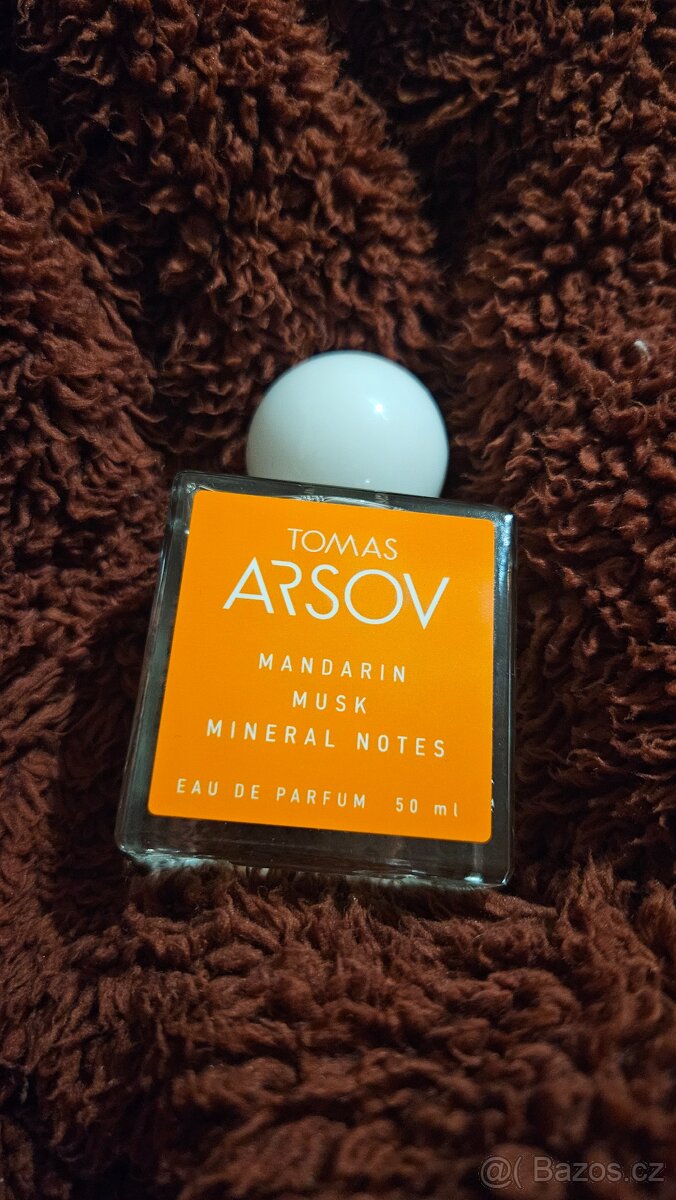 TOMAS
ARSOV
MANDARIN
MUSK
MINERAL NOTES
EAU DE PARFUM 50 ml
@( Bazos.cz